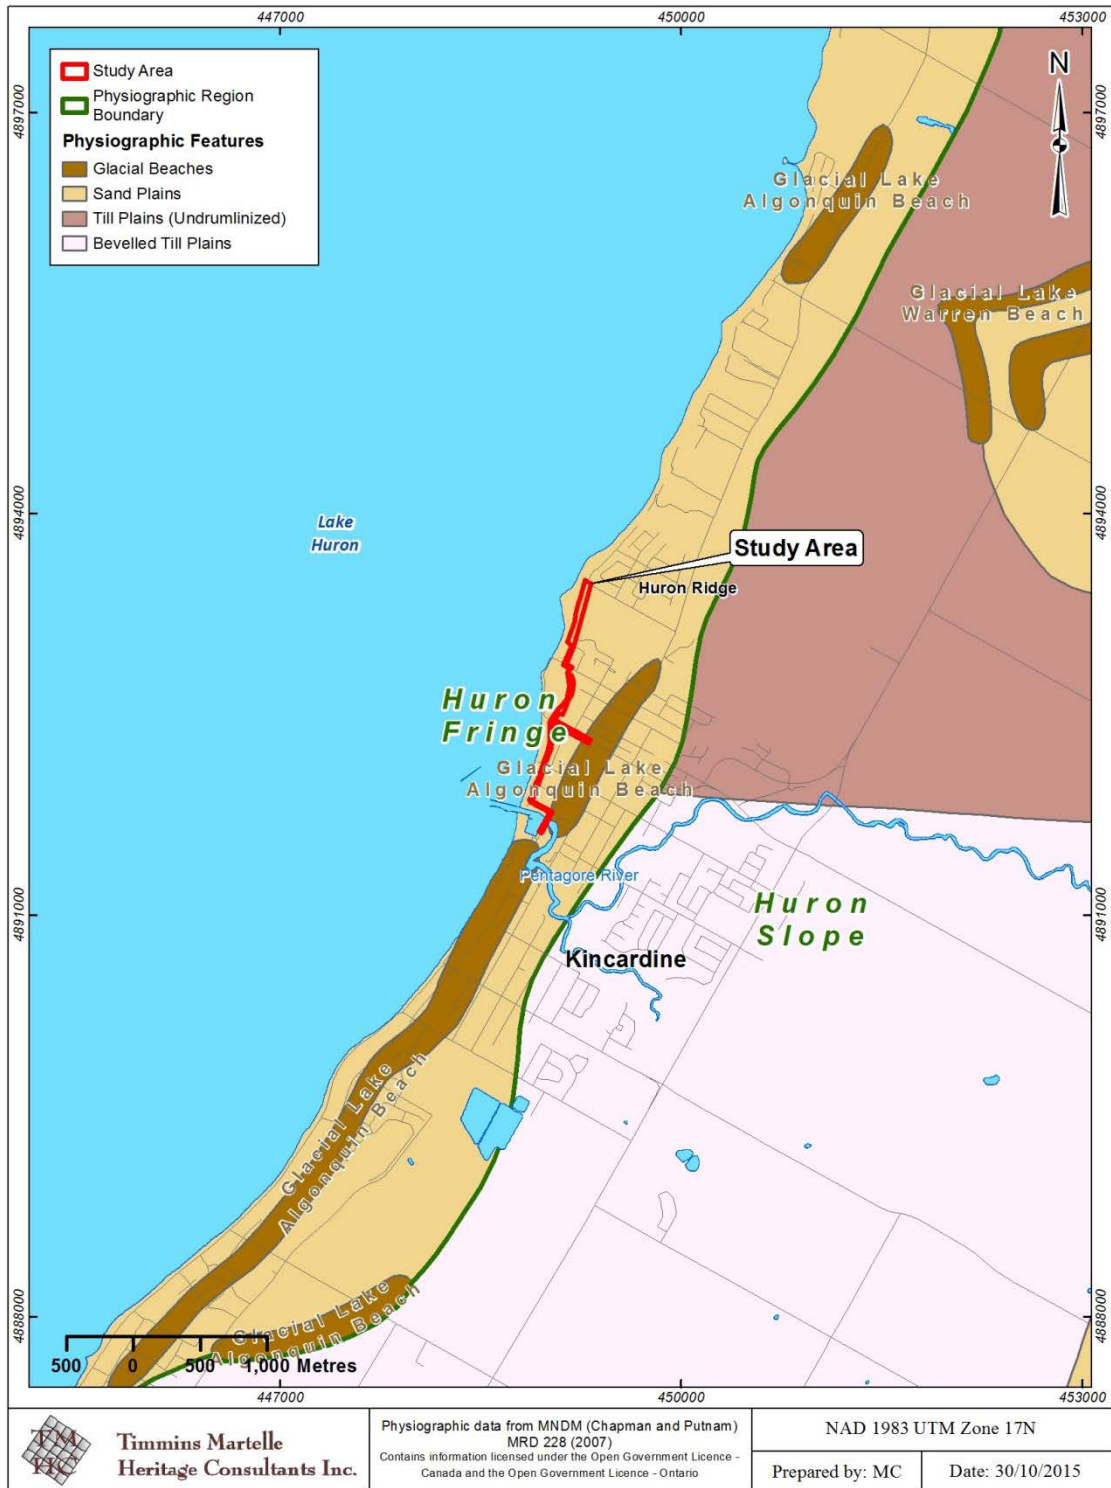 447000
450000
453000
4897000
4897000
Study Area
Physiographic Region
Boundary
Physiographic Features
Glacial Beaches
Sand Plains
Till Plains (Undrumlinized)
Bevelled Till Plains
N
Glacial Lake
Algonquin Beach
Glacial Lake
Warren Beach
4894000
4894000
Lake
Huron
Study Area
Huron Ridge
Huron
Fringe
Glacial Lake
Algonquin Beach
Pentagore River
4891000
4891000
Huron
Slope
Kincardine
Glacial Lake
Algonquin Beach
4888000
4888000
Glacial Lake
Algonquin Beach
500 0 500 1,000 Metres
447000
450000
453000
TM
HC
Timmins Martelle
Heritage Consultants Inc.
Physiographic data from MNDM (Chapman and Putnam)
MRD 228 (2007)
Contains information licensed under the Open Government Licence -
Canada and the Open Government Licence - Ontario
NAD 1983 UTM Zone 17N
Prepared by: MC
Date: 30/10/2015